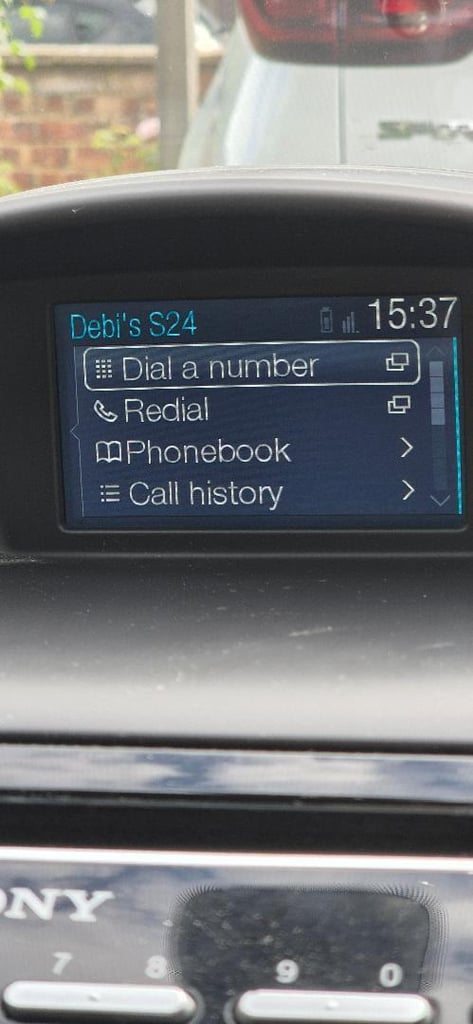 Debi's S24 15:37
Dial a number
Redial
Phonebook
Call history
ONY
7 8 9 0